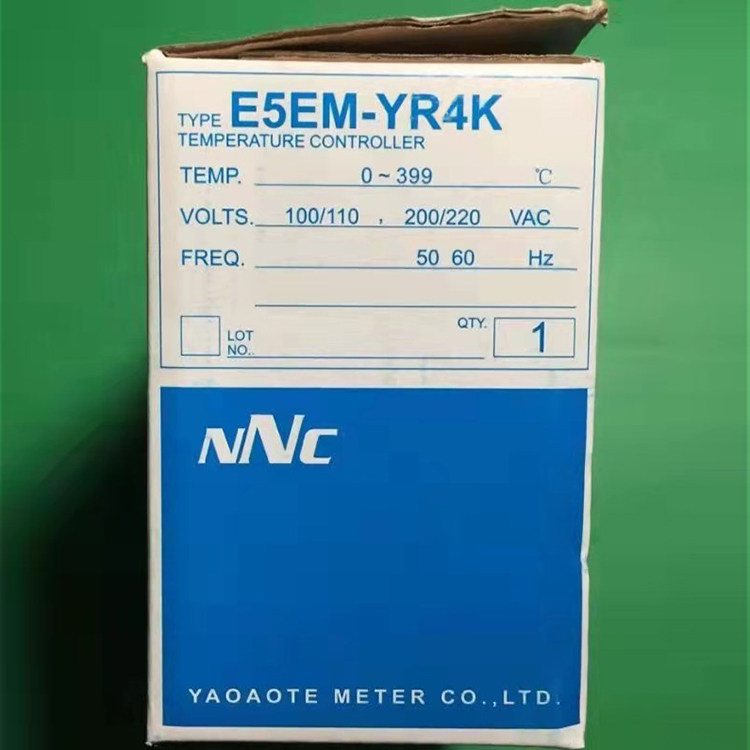 TYPE E5EM-YR4K
TEMPERATURE CONTROLLER
TEMP. 0~399 ℃
VOLTS. 100/110 , 200/220 VAC
FREQ. 50 60 Hz
LOT NO.. QTY. 1
NNC
YAOAOTE METER CO.,LTD.